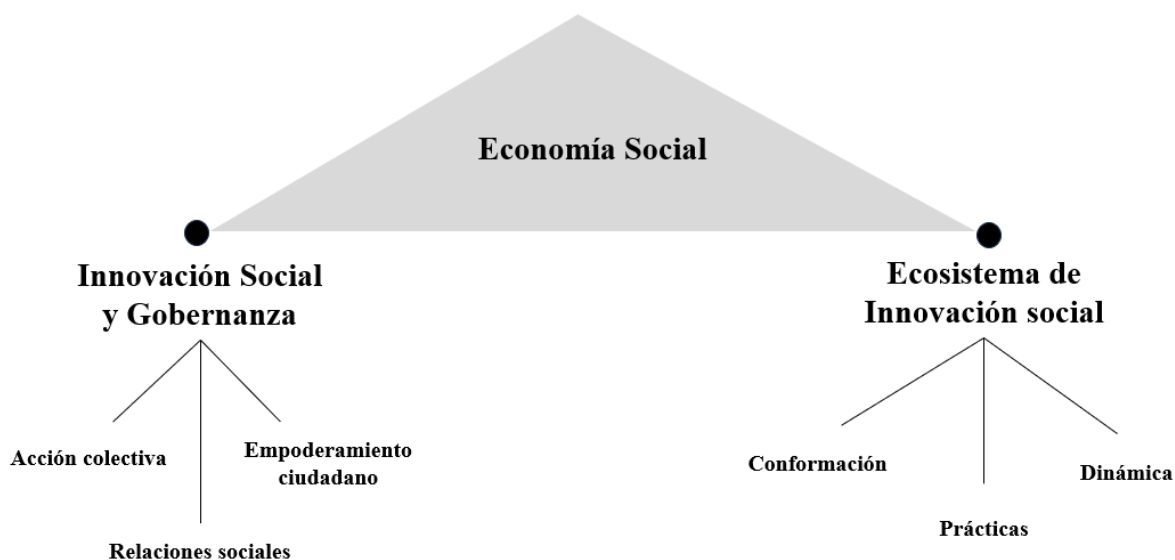 Economía Social
Innovación Social
y Gobernanza
Ecosistema de
Innovación social
Acción colectiva
Empoderamiento
ciudadano
Relaciones sociales
Conformación
Prácticas
Dinámica